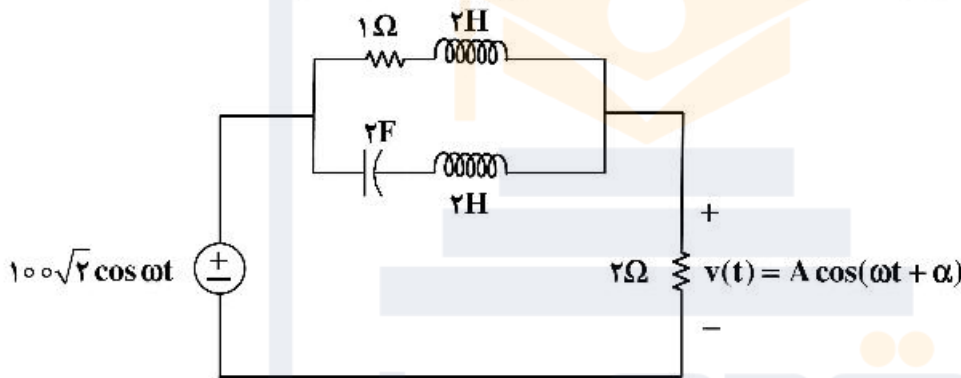 ۱Ω ۲H
۲F
۲H
۱۰۰√۲ cos ωt
+
۲Ω v(t) = A cos(ωt + α)
−